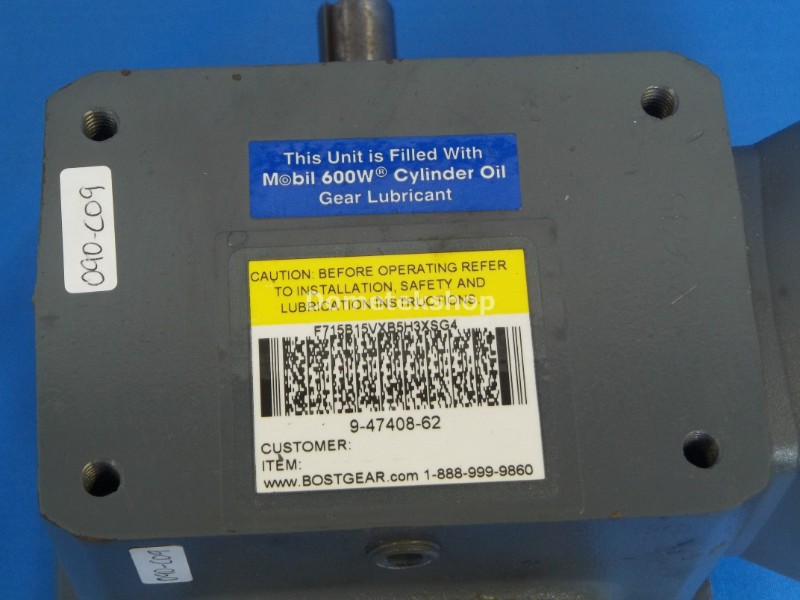 This Unit is Filled With
Mobil 600W® Cylinder Oil
Gear Lubricant
090-C09
CAUTION: BEFORE OPERATING REFER
TO INSTALLATION, SAFETY AND
LUBRICATION INSTRUCTIONS
Dometekshop
F715B15VXB5H3XSG4
9-47408-62
CUSTOMER:
ITEM:
www.BOSTGEAR.com 1-888-999-9860
090-C09